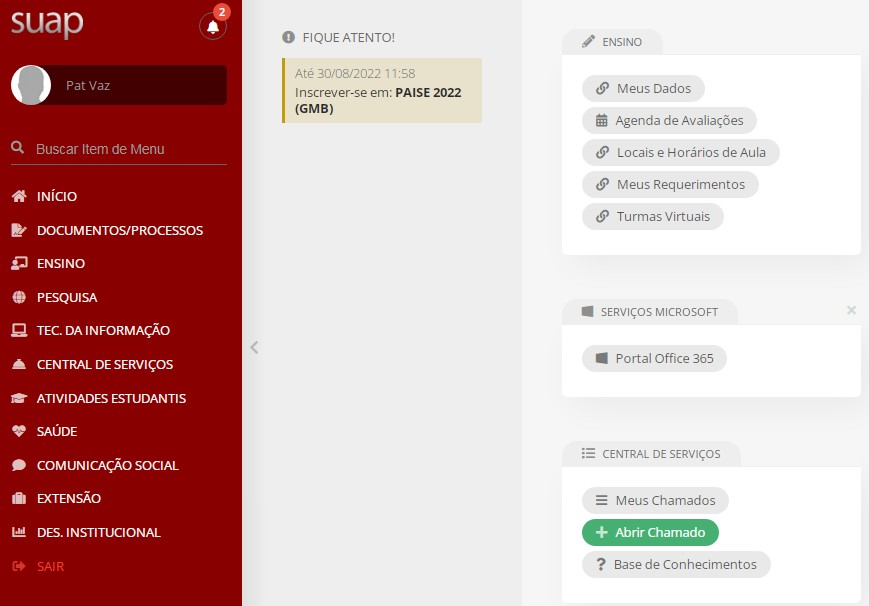 suap
2
Pat Vaz
Buscar Item de Menu
INÍCIO
DOCUMENTOS/PROCESSOS
ENSINO
PESQUISA
TEC. DA INFORMAÇÃO
CENTRAL DE SERVIÇOS
ATIVIDADES ESTUDANTIS
SAÚDE
COMUNICAÇÃO SOCIAL
EXTENSÃO
DES. INSTITUCIONAL
SAIR
FIQUE ATENTO!
Até 30/08/2022 11:58
Inscrever-se em: PAISE 2022
(GMB)
ENSINO
Meus Dados
Agenda de Avaliações
Locais e Horários de Aula
Meus Requerimentos
Turmas Virtuais
SERVIÇOS MICROSOFT
Portal Office 365
CENTRAL DE SERVIÇOS
Meus Chamados
Abrir Chamado
Base de Conhecimentos